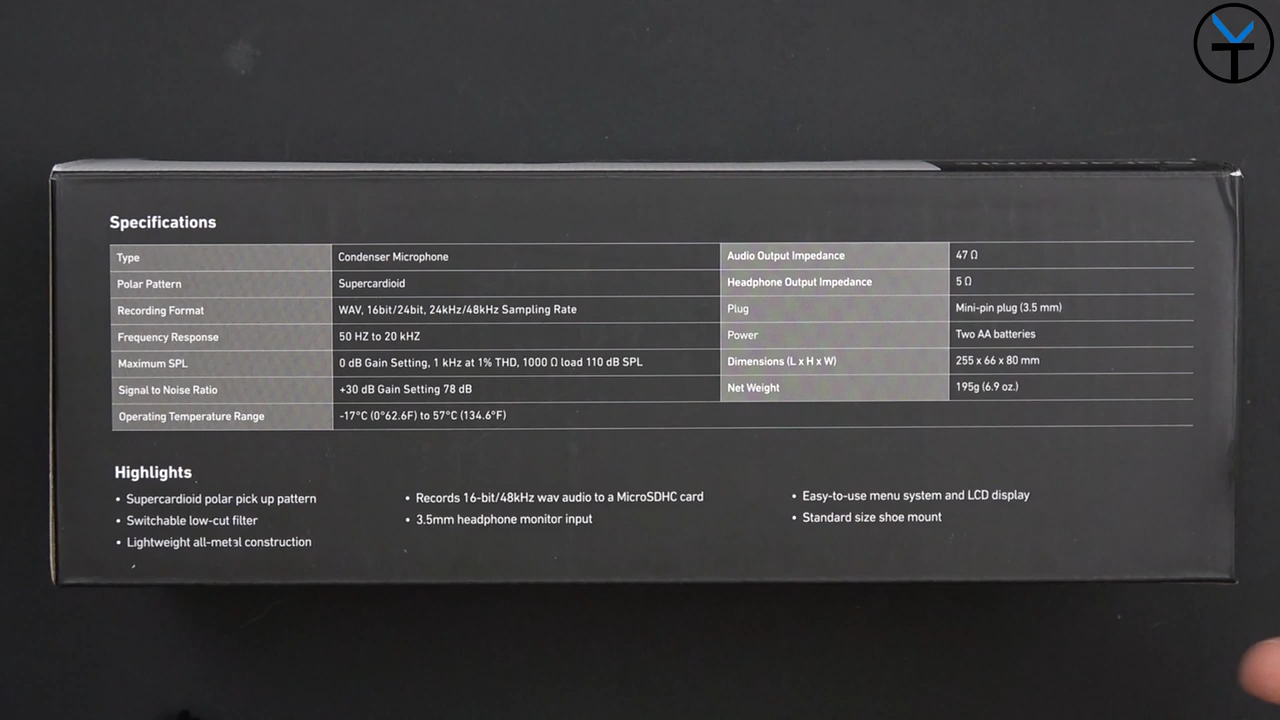 Specifications
Type Condenser Microphone Audio Output Impedance 47 Ω
Polar Pattern Supercardioid Headphone Output Impedance 5 Ω
Recording Format WAV, 16bit/24bit, 24kHz/48kHz Sampling Rate Plug Mini-pin plug (3.5 mm)
Frequency Response 50 HZ to 20 kHZ Power Two AA batteries
Maximum SPL 0 dB Gain Setting, 1 kHz at 1% THD, 1000 Ω load 110 dB SPL Dimensions (L x H x W) 255 x 66 x 80 mm
Signal to Noise Ratio +30 dB Gain Setting 78 dB Net Weight 195g (6.9 oz.)
Operating Temperature Range -17°C (0°62.6F) to 57°C (134.6°F)
Highlights
• Supercardioid polar pick up pattern • Records 16-bit/48kHz wav audio to a MicroSDHC card • Easy-to-use menu system and LCD display
• Switchable low-cut filter • 3.5mm headphone monitor input • Standard size shoe mount
• Lightweight all-metal construction